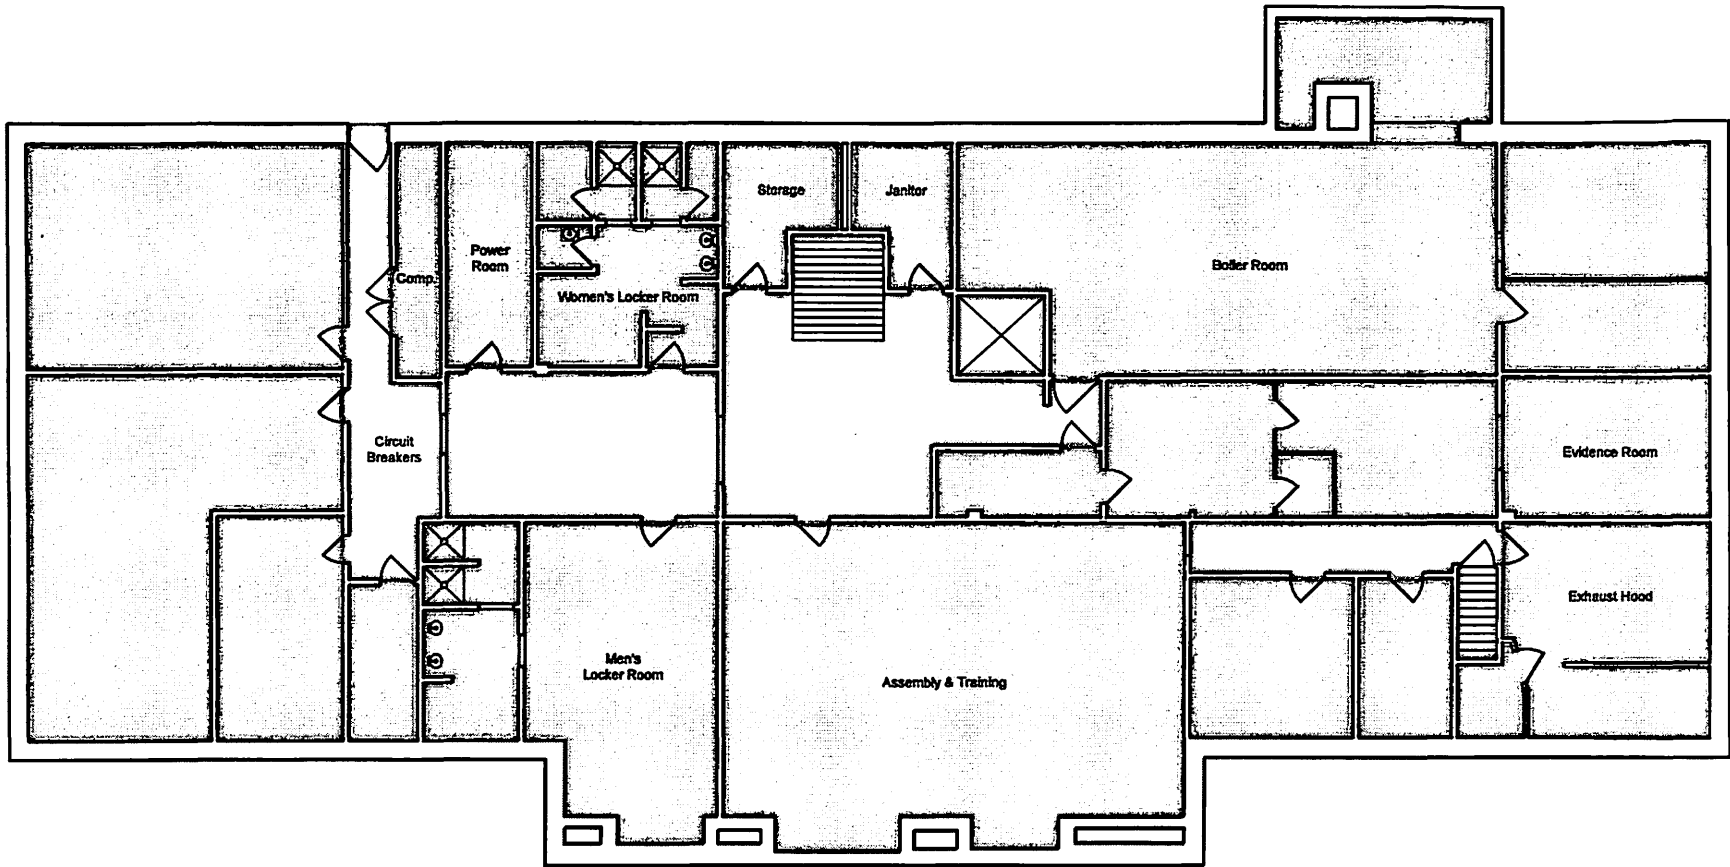 Storage
Janitor
Power
Room
Comp.
Boiler Room
Women's Locker Room
Circuit
Breakers
Evidence Room
Exhaust Hood
Men's
Locker Room
Assembly & Training